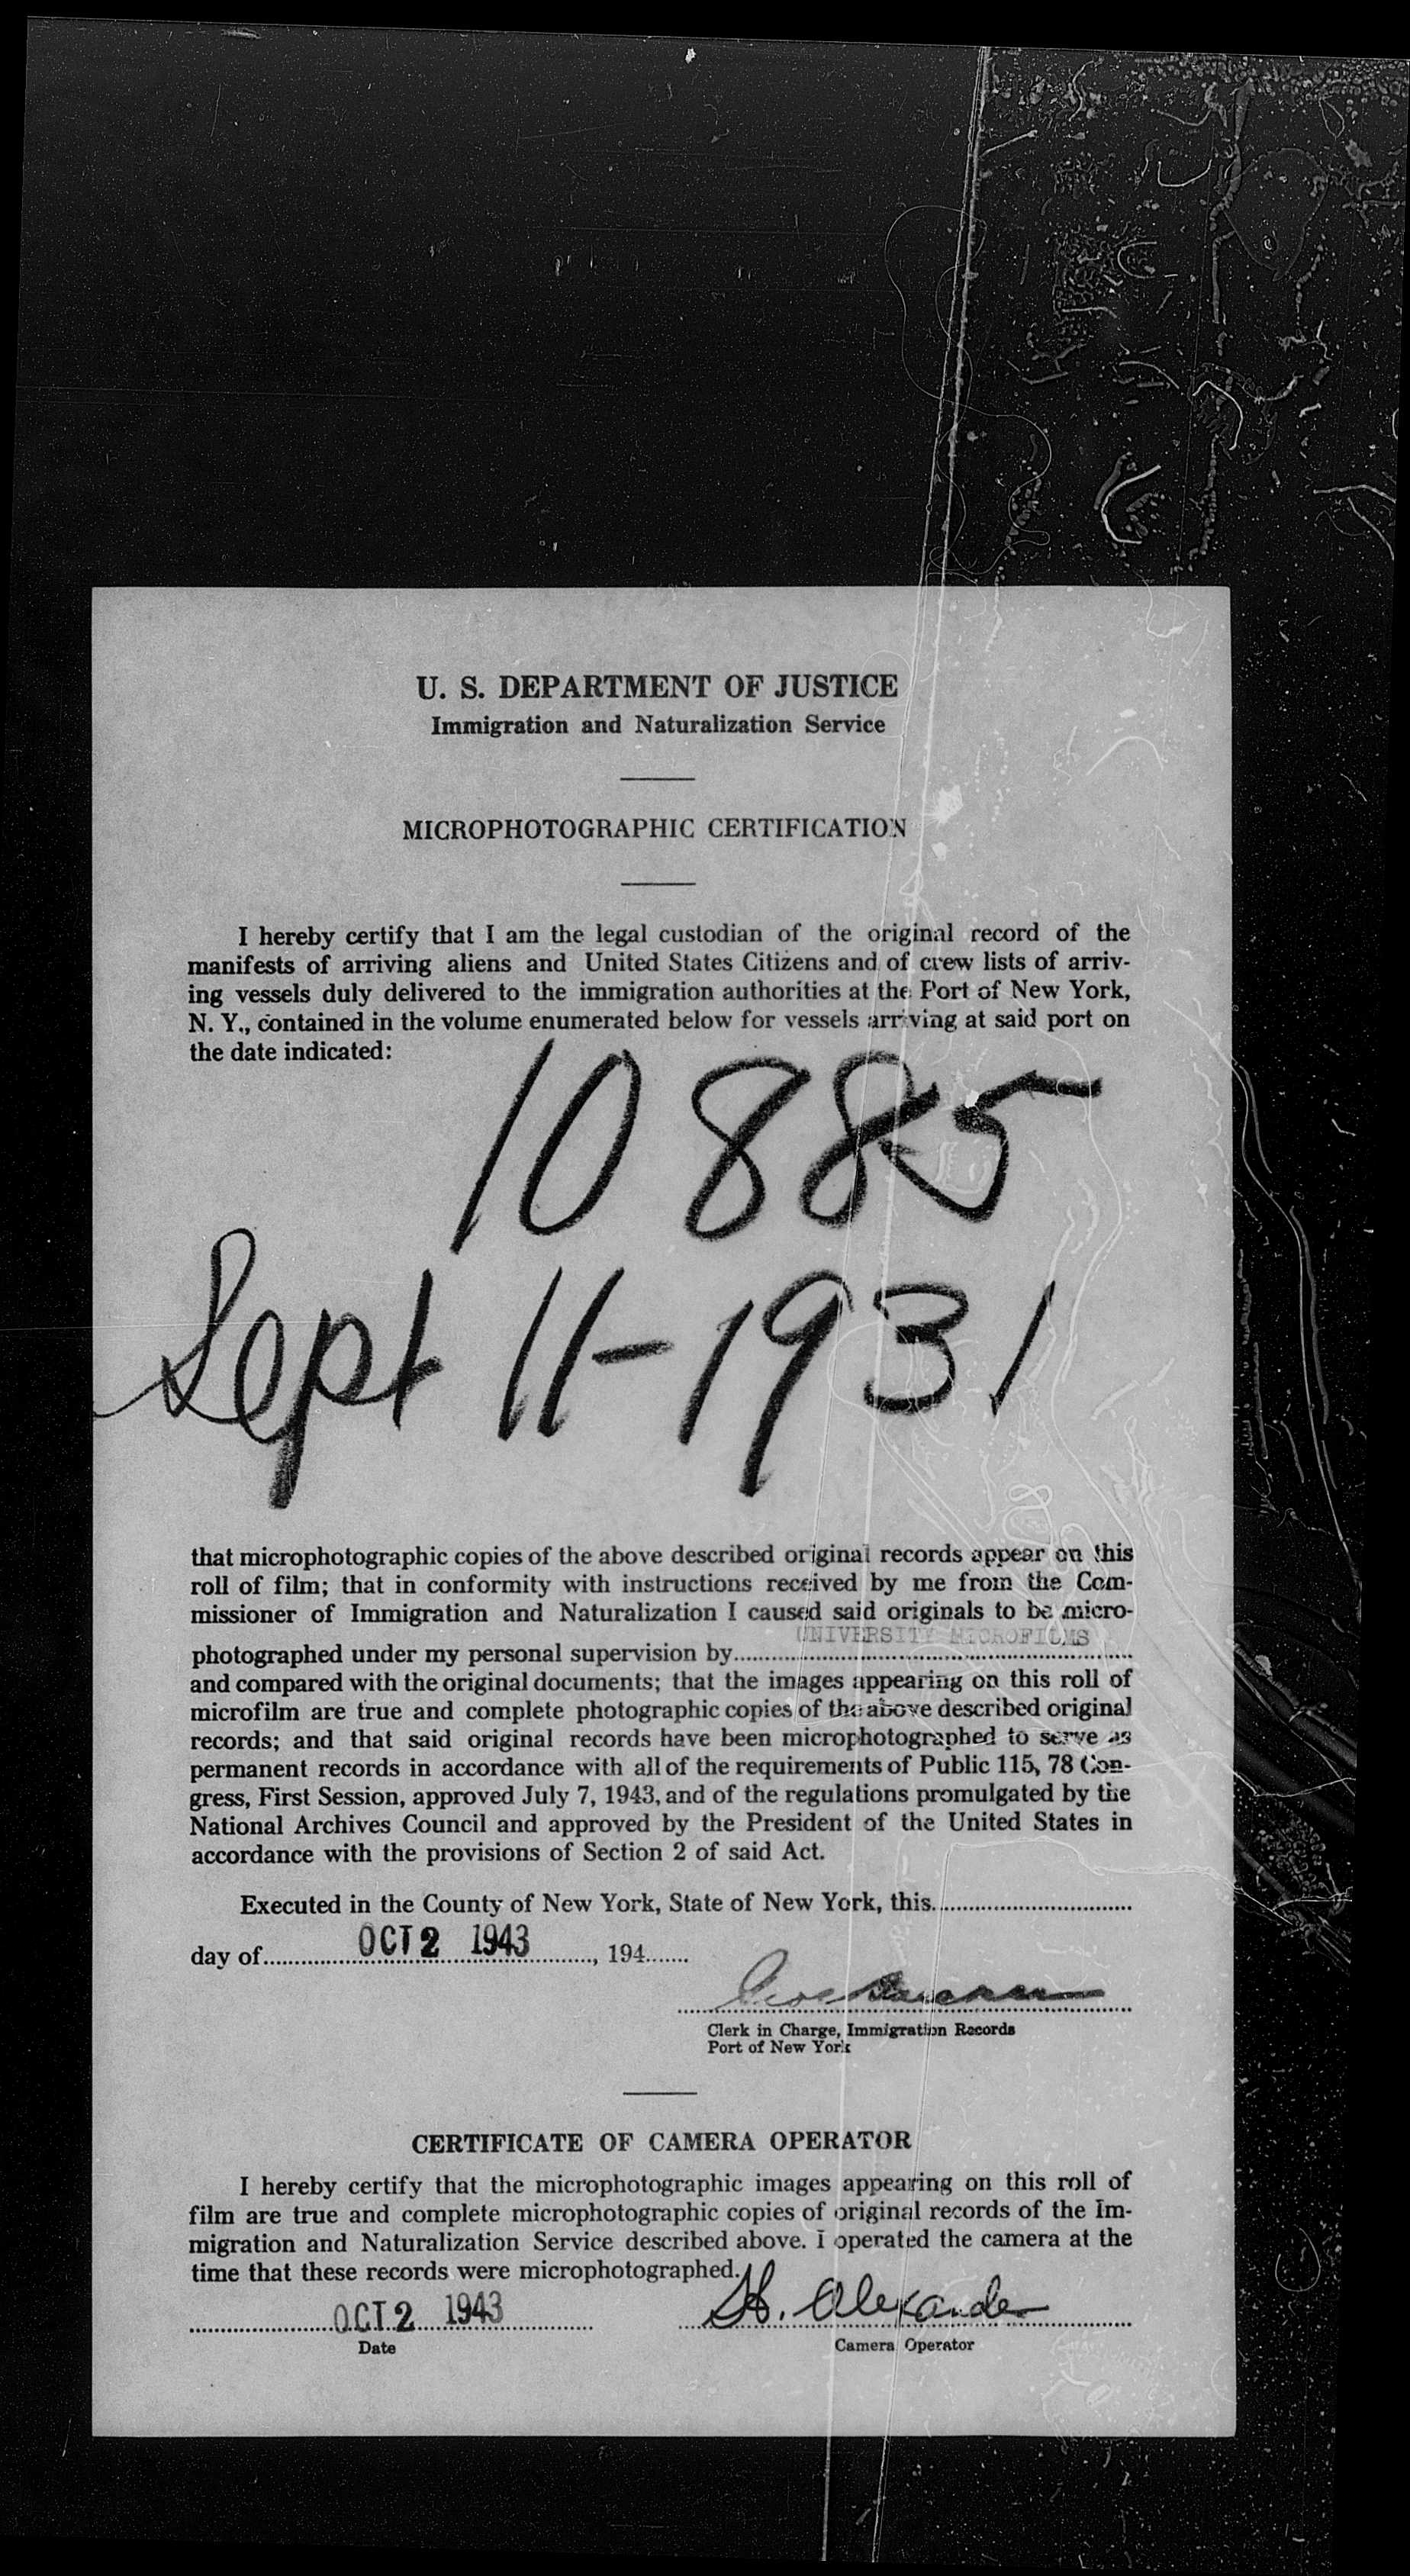 U. S. DEPARTMENT OF JUSTICE
Immigration and Naturalization Service
MICROPHOTOGRAPHIC CERTIFICATION
I hereby certify that I am the legal custodian of the original record of the
manifests of arriving aliens and United States Citizens and of crew lists of arriv-
ing vessels duly delivered to the immigration authorities at the Port of New York,
N. Y., contained in the volume enumerated below for vessels arriving at said port on
the date indicated:
10885
Sept 11-1931
that microphotographic copies of the above described original records appear on this
roll of film; that in conformity with instructions received by me from the Com-
missioner of Immigration and Naturalization I caused said originals to be micro-
UNIVERSITY MICROFILMS
photographed under my personal supervision by
and compared with the original documents; that the images appearing on this roll of
microfilm are true and complete photographic copies of the above described original
records; and that said original records have been microphotographed to serve as
permanent records in accordance with all of the requirements of Public 115, 78 Con-
gress, First Session, approved July 7, 1943, and of the regulations promulgated by the
National Archives Council and approved by the President of the United States in
accordance with the provisions of Section 2 of said Act.
Executed in the County of New York, State of New York, this
day of OCT 2 1943, 194
Clerk in Charge, Immigration Records
Port of New York
CERTIFICATE OF CAMERA OPERATOR
I hereby certify that the microphotographic images appearing on this roll of
film are true and complete microphotographic copies of original records of the Im-
migration and Naturalization Service described above. I operated the camera at the
time that these records were microphotographed.
OCT 2 1943 H. Alexander
Date Camera Operator